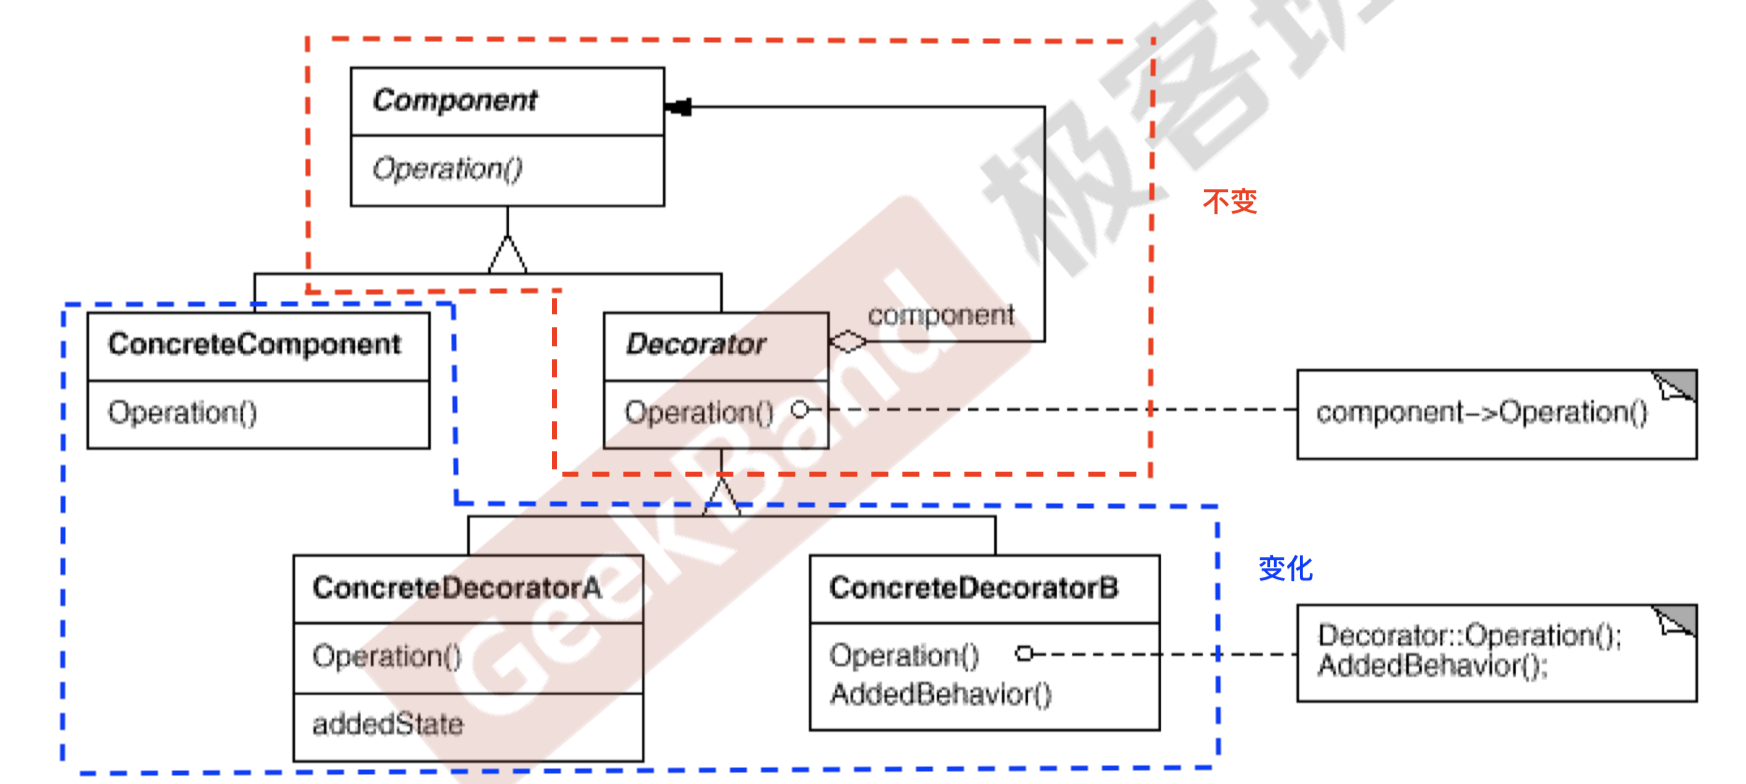 Component
Operation()
极客班
不变
component
ConcreteComponent
Operation()
Decorator
Operation()
component->Operation()
GeekBand
变化
ConcreteDecoratorA
Operation()
addedState
ConcreteDecoratorB
Operation()
AddedBehavior()
Decorator::Operation();
AddedBehavior();